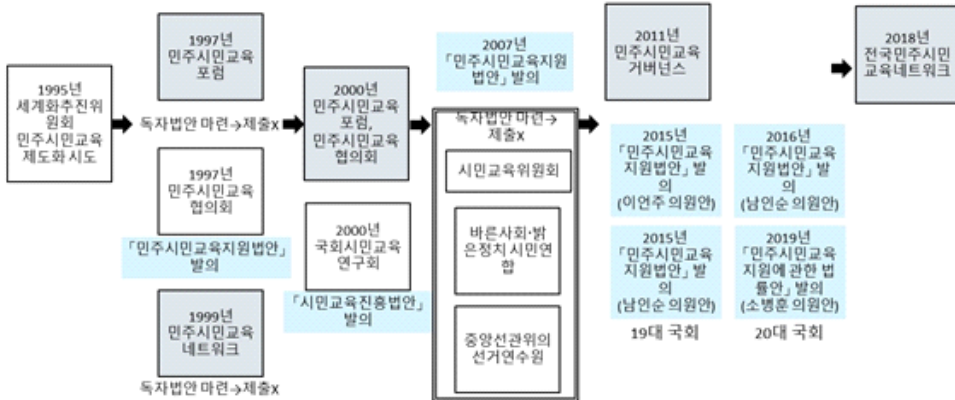 1995년
세계화추진위
원회
민주시민교육
제도화 시도
1997년
민주시민교육
포럼
독자법안 마련→제출x
1997년
민주시민교육
협의회
「민주시민교육지원법안」
발의
1999년
민주시민교육
네트워크
독자법안 마련→제출x
2000년
민주시민교육
포럼,
민주시민교육
협의회
2000년
국회시민교육
연구회
「시민교육진흥법안」
발의
2007년
「민주시민교육지원
법안」 발의
독자법안 마련→
제출x
시민교육위원회
바른사회·밝
은정치 시민연
합
중앙선관위의
선거연수원
2011년
민주시민교육
거버넌스
2015년
「민주시민교육
지원법안」 발
의
(이언주 의원안)
2015년
「민주시민교육
지원법안」 발
의
(남인순 의원안)
19대 국회
2016년
「민주시민교육
지원법안」 발
의
(남인순 의원안)
2019년
「민주시민교육
지원에 관한 법
률안」 발의
(소병훈 의원안)
20대 국회
2018년
전국민주시민
교육네트워크